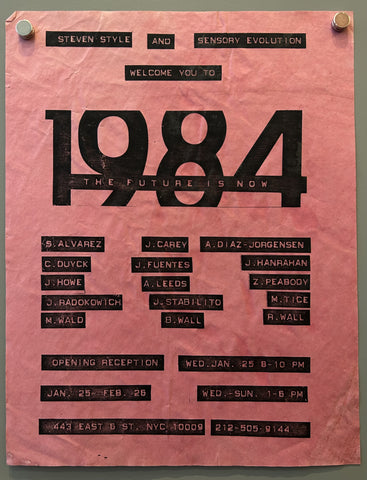 STEVEN STYLE AND SENSORY EVOLUTION
WELCOME YOU TO
1984
THE FUTURE IS NOW
S.ALVAREZ J.CAREY A.DIAZ-JORGENSEN
C.DUYCK J.FUENTES J.HANRAHAN
J.HOWE A.LEEDS Z.PEABODY
J.RADOKOWICH J.STABILITO M.TICE
M.WALD B.WALL R.WALL
OPENING RECEPTION WED.JAN. 25 8-10 PM
JAN. 25-FEB. 26 WED.-SUN. 1-6 PM
443 EAST 6 ST. NYC 10009 212-505-9144